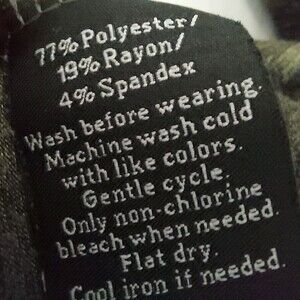 77% Polyester/
19% Rayon/
4% Spandex
Wash before wearing.
Machine wash cold
with like colors.
Gentle cycle.
Only non-chlorine
bleach when needed.
Flat dry.
Cool iron if needed.